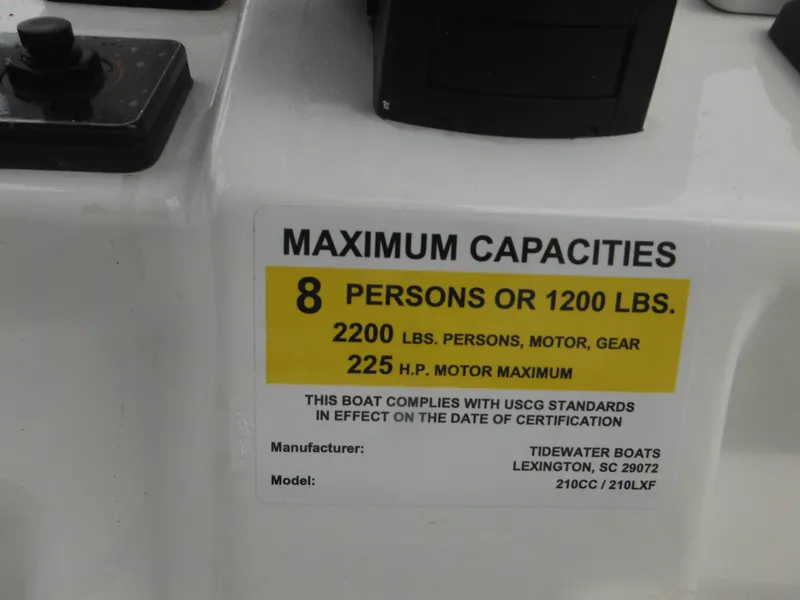 MAXIMUM CAPACITIES
8 PERSONS OR 1200 LBS.
2200 LBS. PERSONS, MOTOR, GEAR
225 H.P. MOTOR MAXIMUM
THIS BOAT COMPLIES WITH USCG STANDARDS
IN EFFECT ON THE DATE OF CERTIFICATION
Manufacturer: TIDEWATER BOATS
LEXINGTON, SC 29072
Model: 210CC / 210LXF